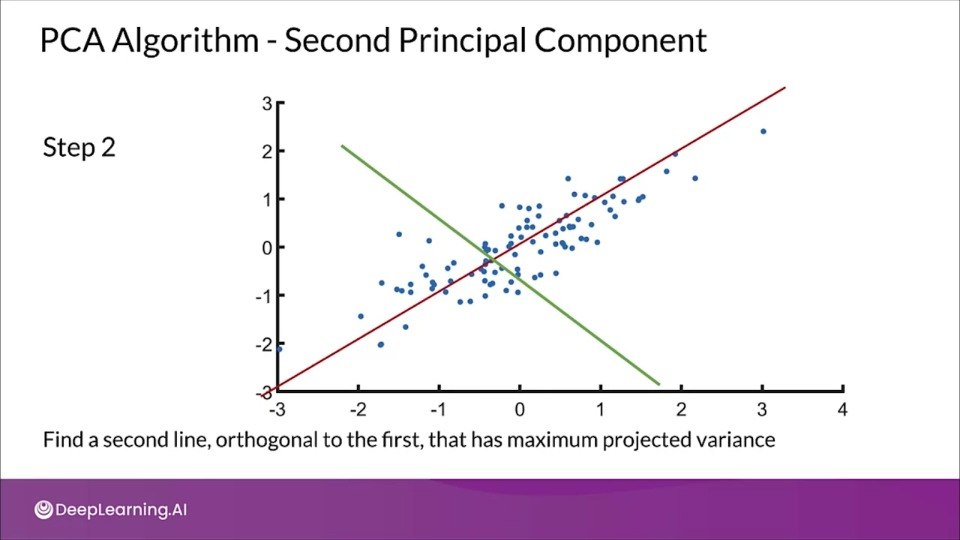 PCA Algorithm - Second Principal Component
Step 2
3
2
1
0
-1
-2
-3
-3 -2 -1 0 1 2 3 4
Find a second line, orthogonal to the first, that has maximum projected variance
DeepLearning.AI